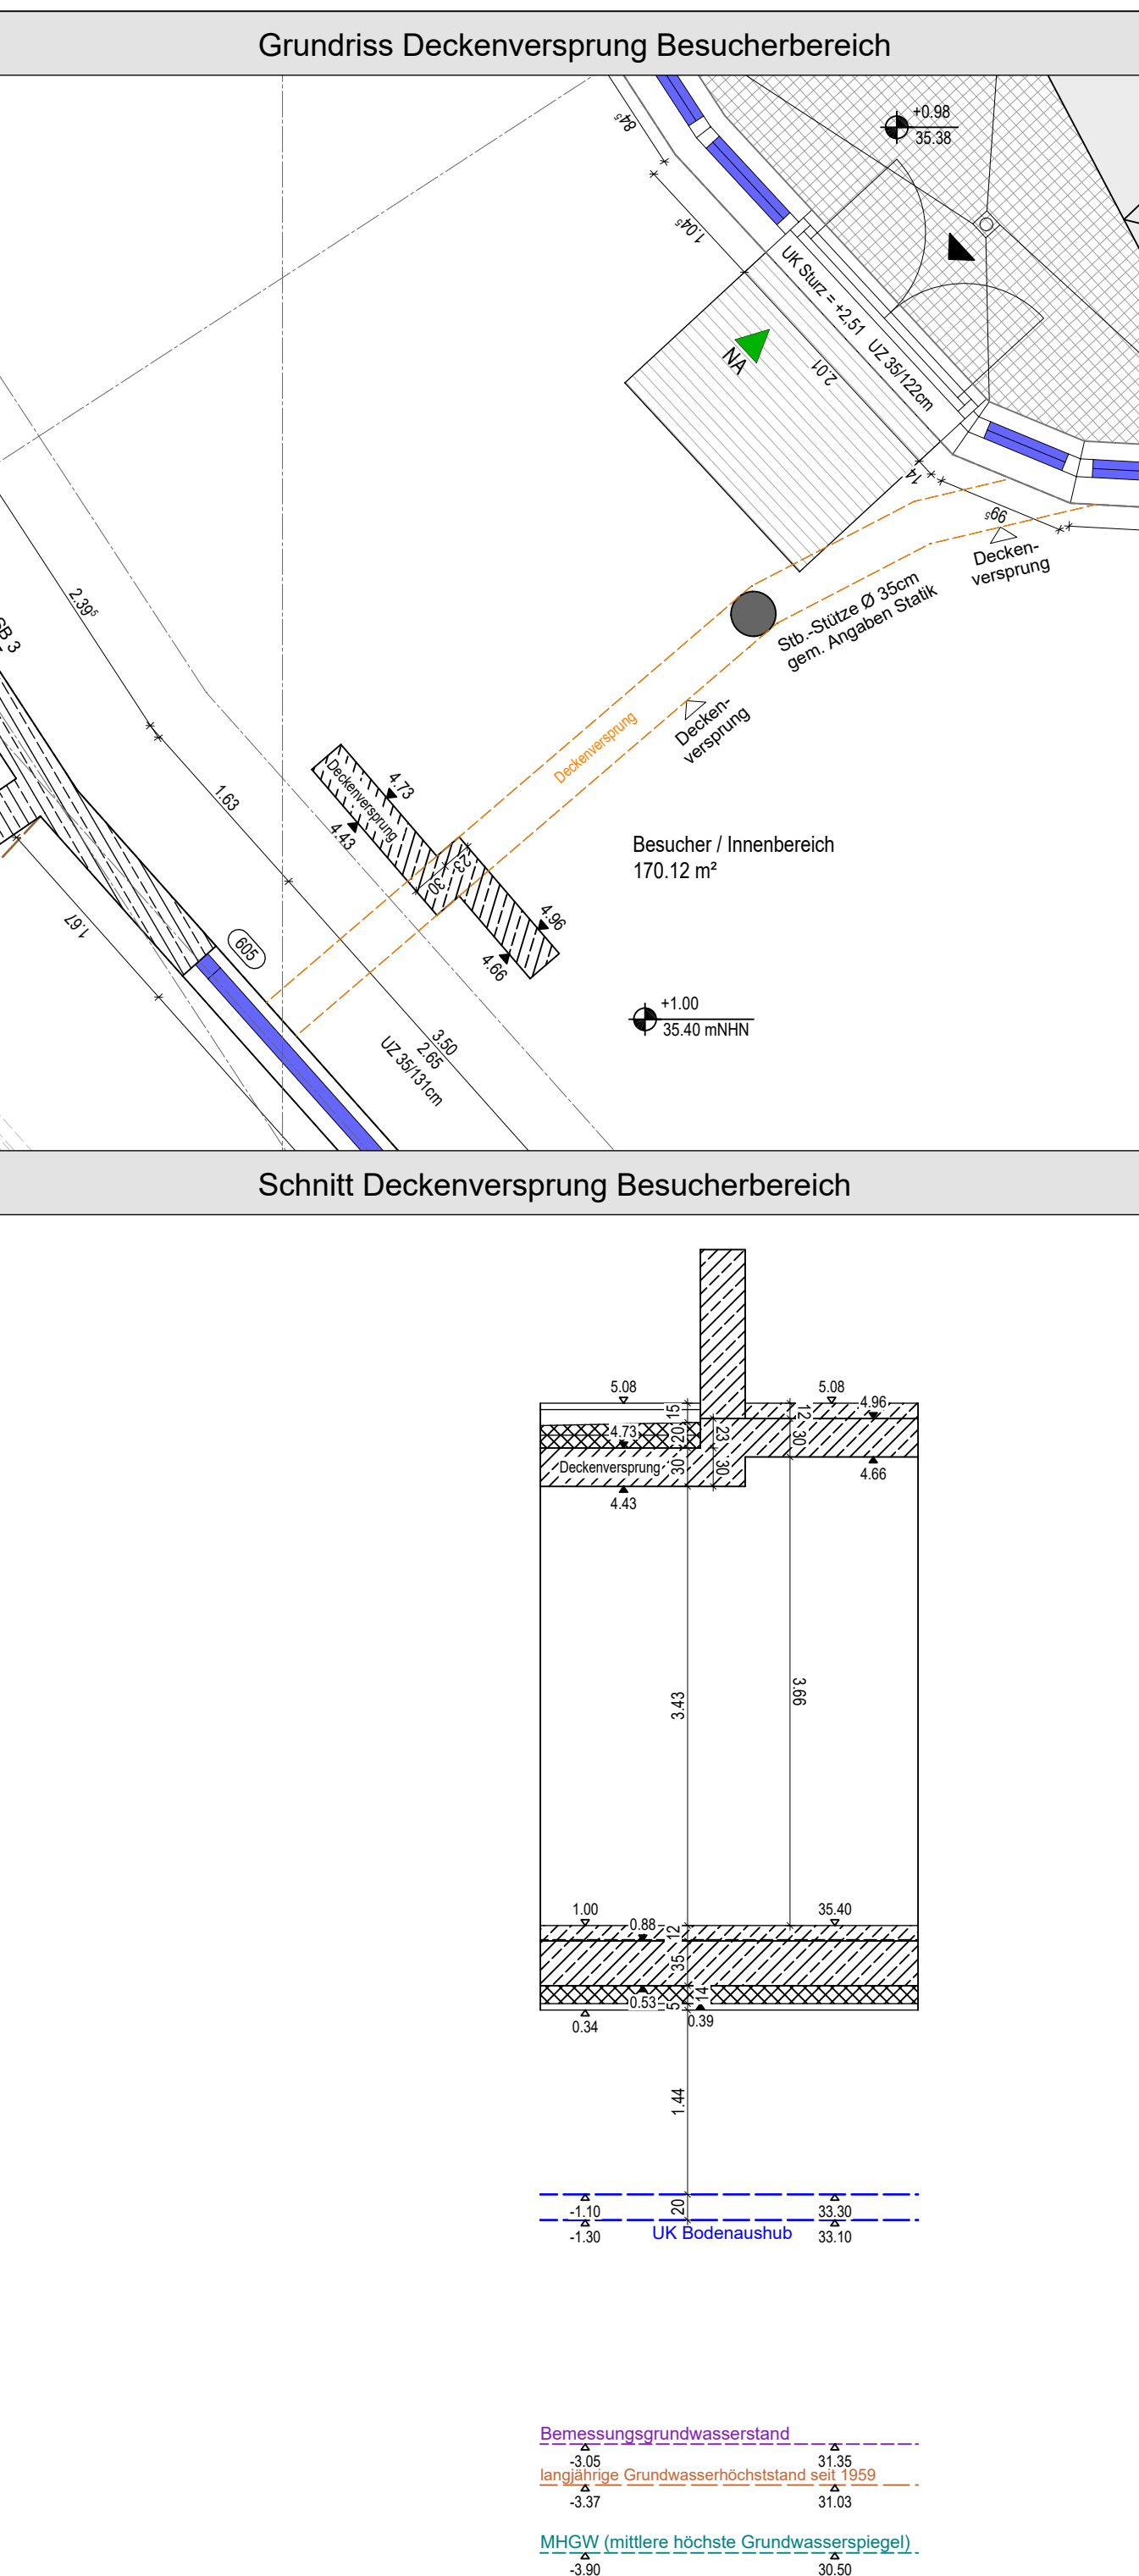 Grundriss Deckenversprung Besucherbereich
84⁵
+0.98
35.38
1.04⁵
UK Sturz = +2,51 UZ 35/122cm
NA
2.01
14
99⁵
Decken-
versprung
Stb.-Stütze Ø 35cm
gem. Angaben Statik
2.39⁵
Decken-
versprung
Deckenversprung
Deckenversprung
4.73
4.43
1.63
23
30
4.96
4.66
Besucher / Innenbereich
170.12 m²
1.67
605
+1.00
35.40 mNHN
3.50
2.65
UZ 35/131cm
Schnitt Deckenversprung Besucherbereich
5.08
5.08
15
12
4.96
4.73
20
23
30
Deckenversprung
30
30
4.66
4.43
3.43
3.66
1.00
0.88
12
35.40
35
0.53
5
14
0.34
0.39
1.44
20
-1.10
33.30
-1.30
UK Bodenaushub
33.10
Bemessungsgrundwasserstand
-3.05
31.35
langjährige Grundwasserhöchststand seit 1959
-3.37
31.03
MHGW (mittlere höchste Grundwasserspiegel)
-3.90
30.50